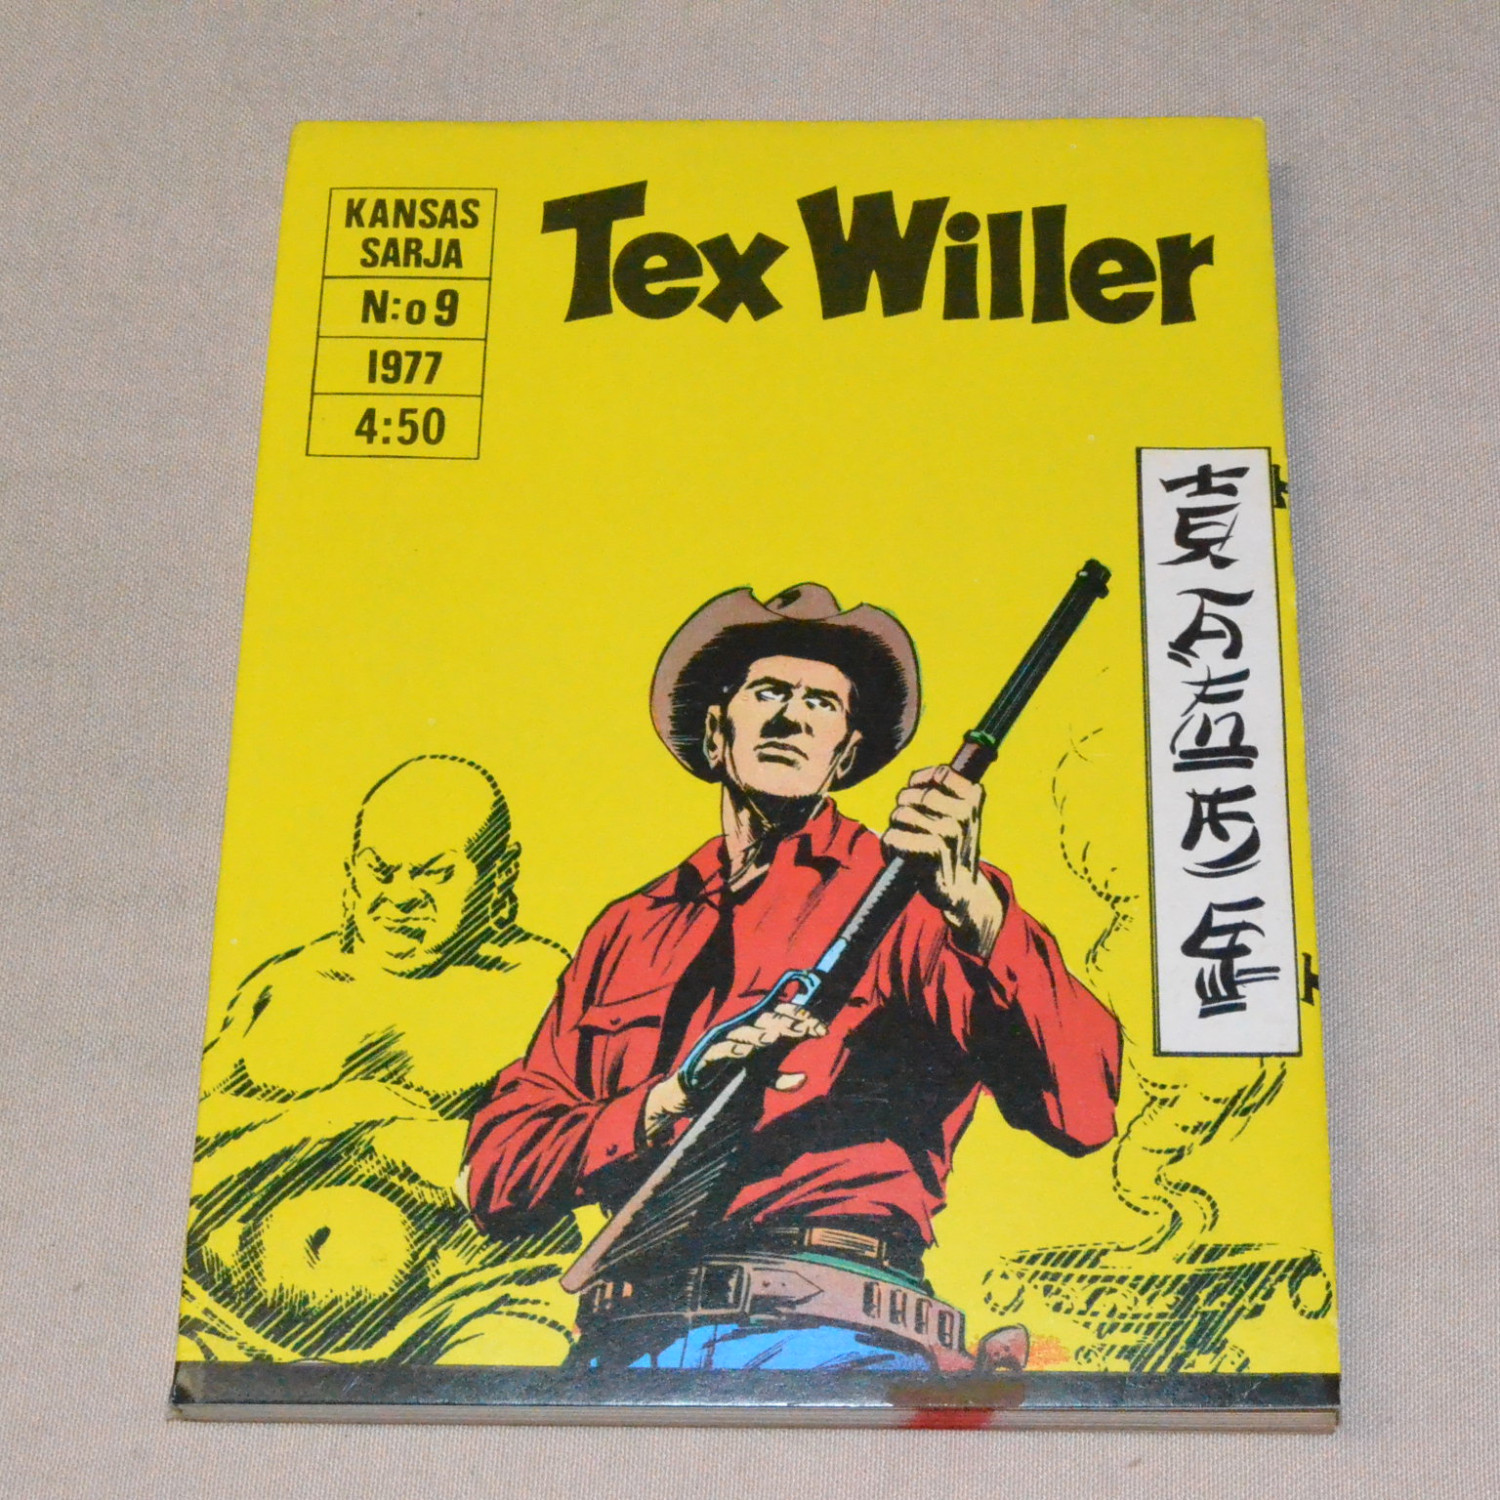 KANSAS
SARJA
N:o 9
1977
4:50
Tex Willer